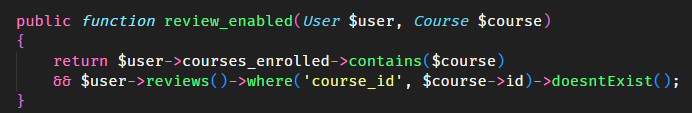 public function review_enabled(User $user, Course $course)
{
    return $user->courses_enrolled->contains($course)
    && $user->reviews()->where('course_id', $course->id)->doesntExist();
}